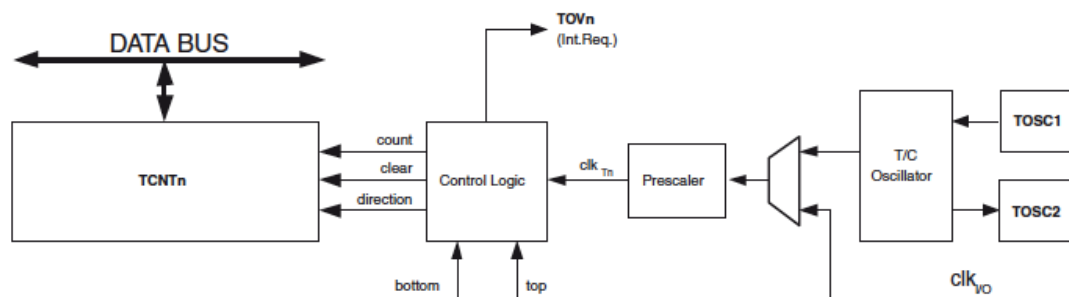 TOVn
(Int.Req.)
DATA BUS
TOSC1
count
T/C
Oscillator
clk Tn
clear
TCNTn
Control Logic
Prescaler
direction
TOSC2
bottom
top
clkI/O